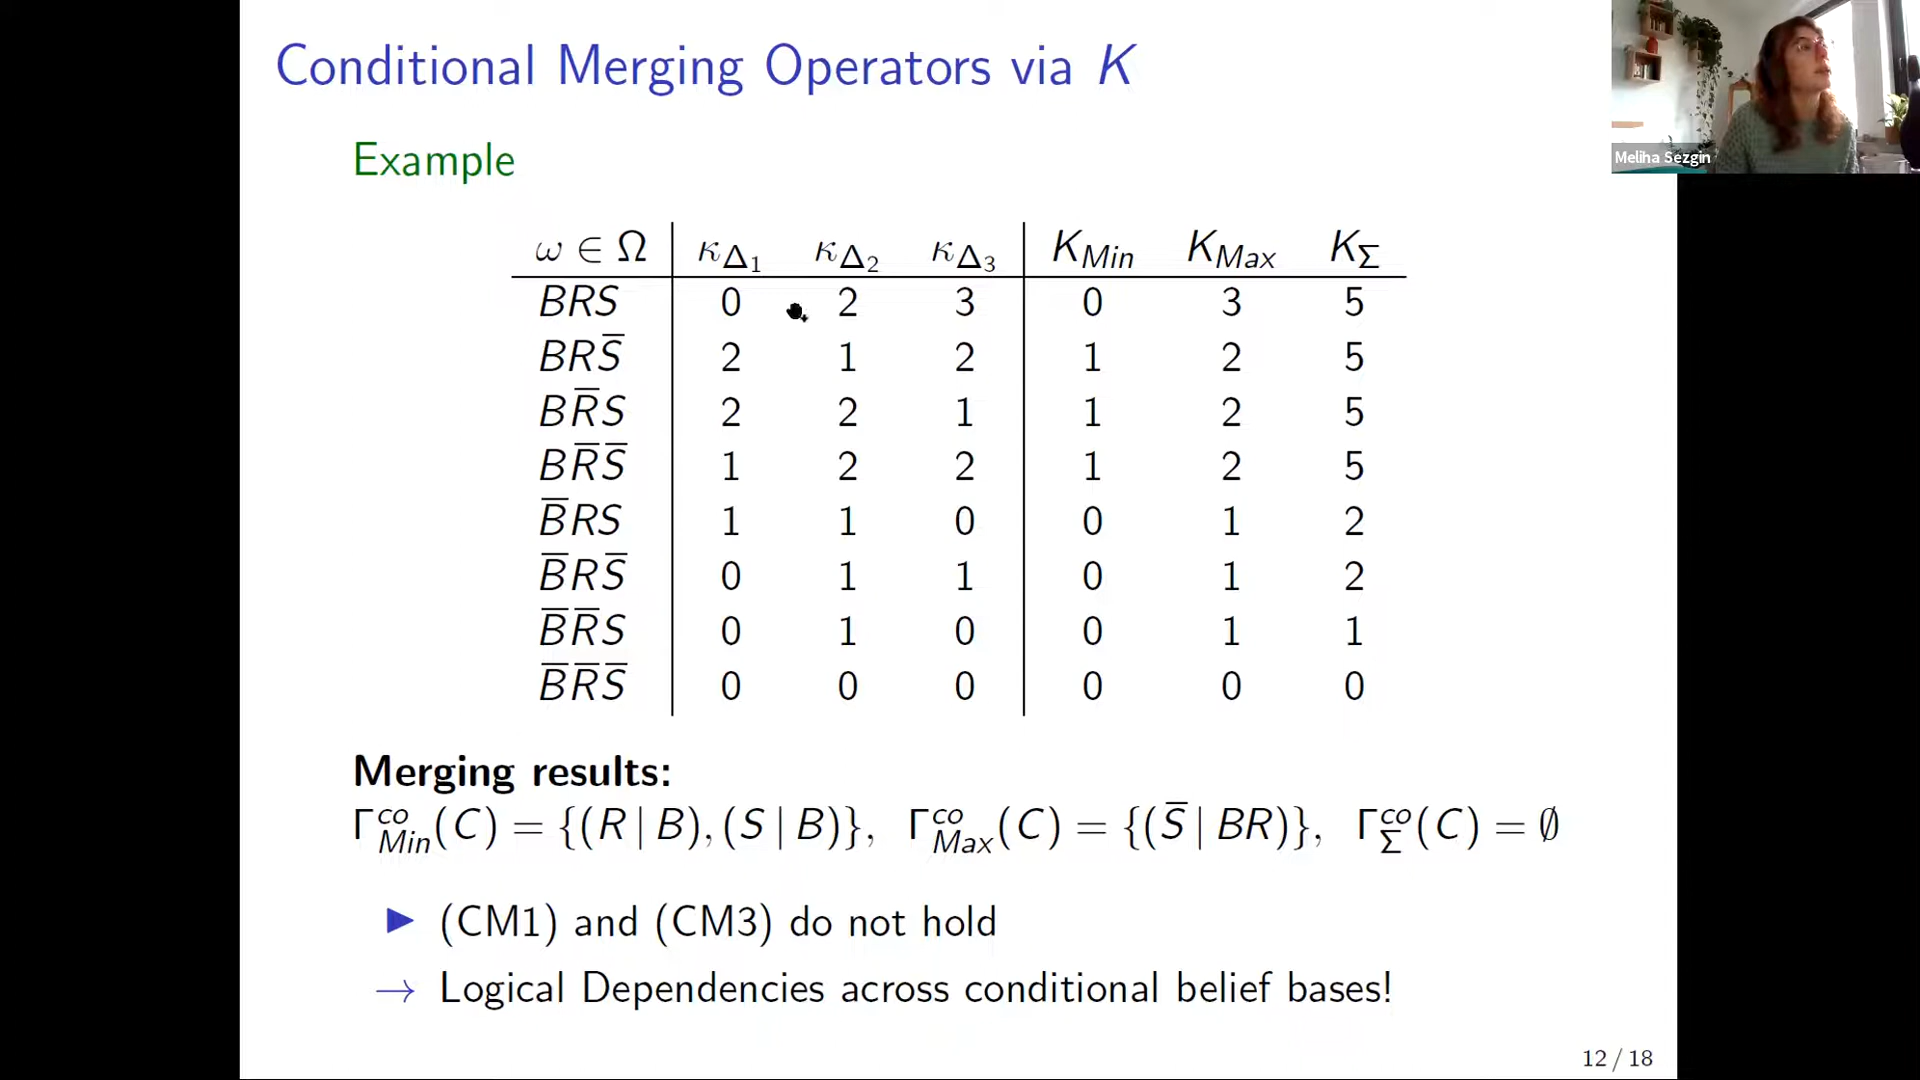 Conditional Merging Operators via K
Meliha Sezgin
Example
ω ∈ Ω κ_Δ₁ κ_Δ₂ κ_Δ₃ K_Min K_Max K_Σ
BRS 0 2 3 0 3 5
BRS̅ 2 1 2 1 2 5
BR̅S 2 2 1 1 2 5
BR̅S̅ 1 2 2 1 2 5
B̅RS 1 1 0 0 1 2
B̅RS̅ 0 1 1 0 1 2
B̅R̅S 0 1 0 0 1 1
B̅R̅S̅ 0 0 0 0 0 0
Merging results:
Γ^co_Min(C) = {(R | B), (S | B)}, Γ^co_Max(C) = {(S̅ | BR)}, Γ^co_Σ(C) = ∅
▶ (CM1) and (CM3) do not hold
→ Logical Dependencies across conditional belief bases!
12 / 18